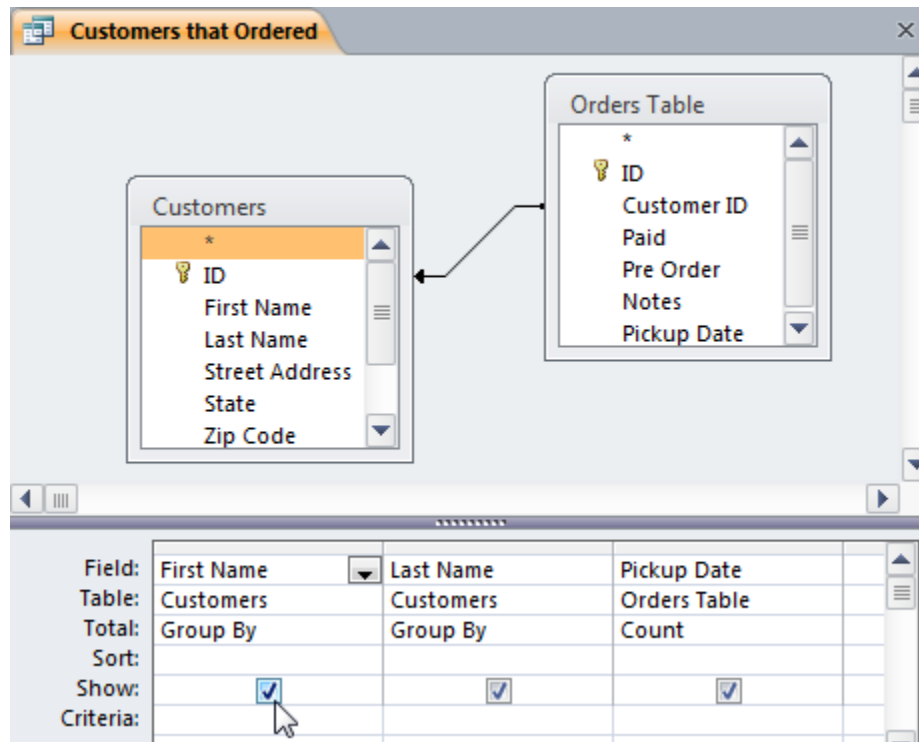 Customers that Ordered
Orders Table
*
ID
Customer ID
Paid
Pre Order
Notes
Pickup Date
Customers
*
ID
First Name
Last Name
Street Address
State
Zip Code
Field: First Name Last Name Pickup Date
Table: Customers Customers Orders Table
Total: Group By Group By Count
Sort:
Show:
Criteria: